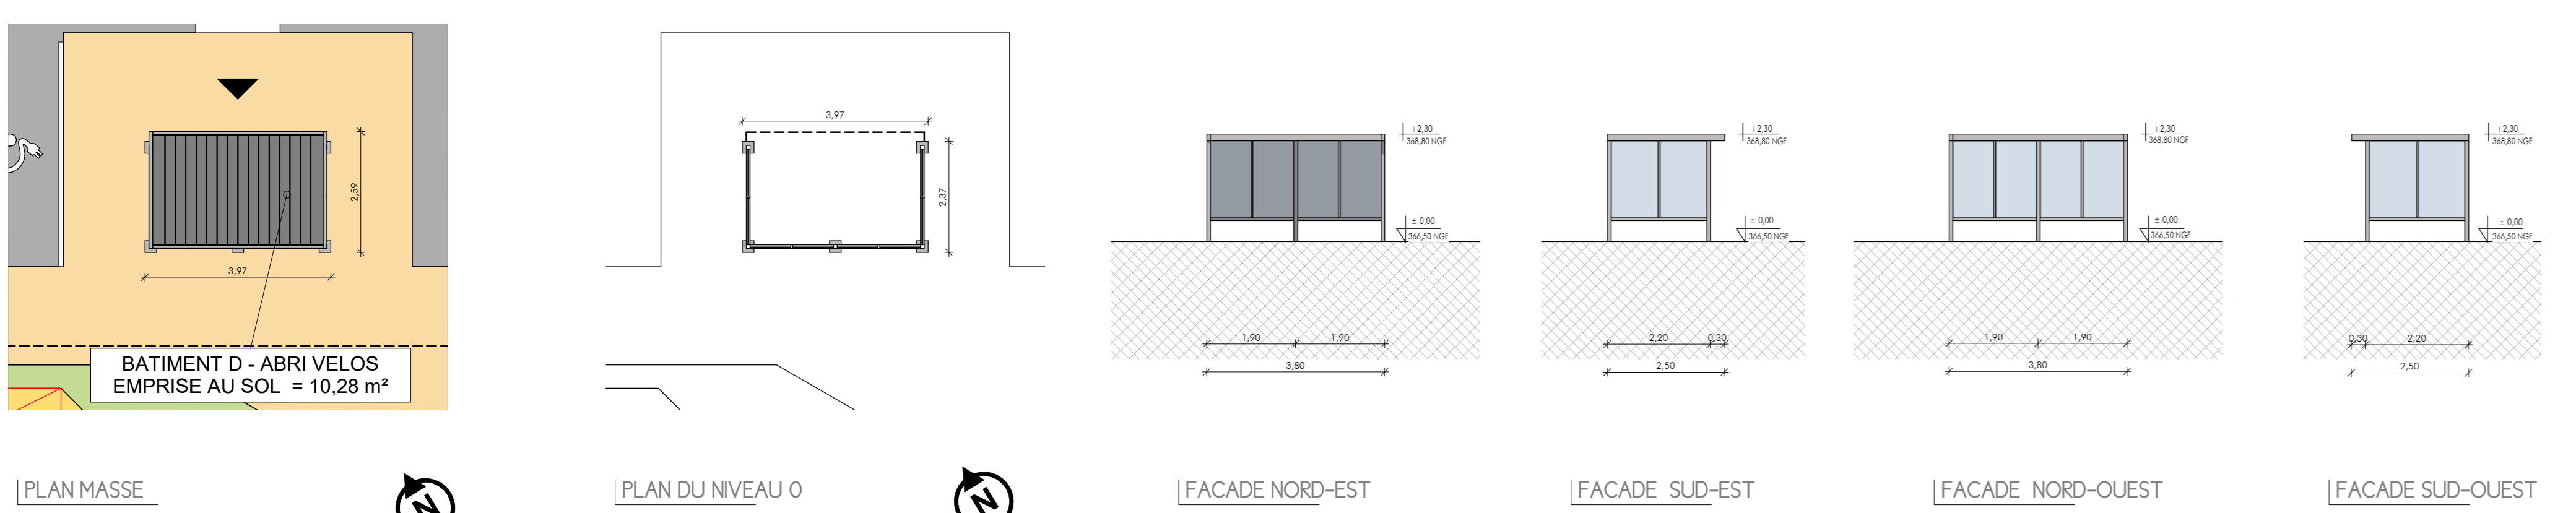 2,59
3,97
BATIMENT D - ABRI VELOS
EMPRISE AU SOL = 10,28 m²
PLAN MASSE
N
3,97
2,37
PLAN DU NIVEAU 0
N
+2,30
368,80 NGF
± 0,00
366,50 NGF
1,90
1,90
3,80
FACADE NORD-EST
+2,30
368,80 NGF
± 0,00
366,50 NGF
2,20
0,30
2,50
FACADE SUD-EST
+2,30
368,80 NGF
± 0,00
366,50 NGF
1,90
1,90
3,80
FACADE NORD-OUEST
+2,30
368,80 NGF
± 0,00
366,50 NGF
0,30
2,20
2,50
FACADE SUD-OUEST